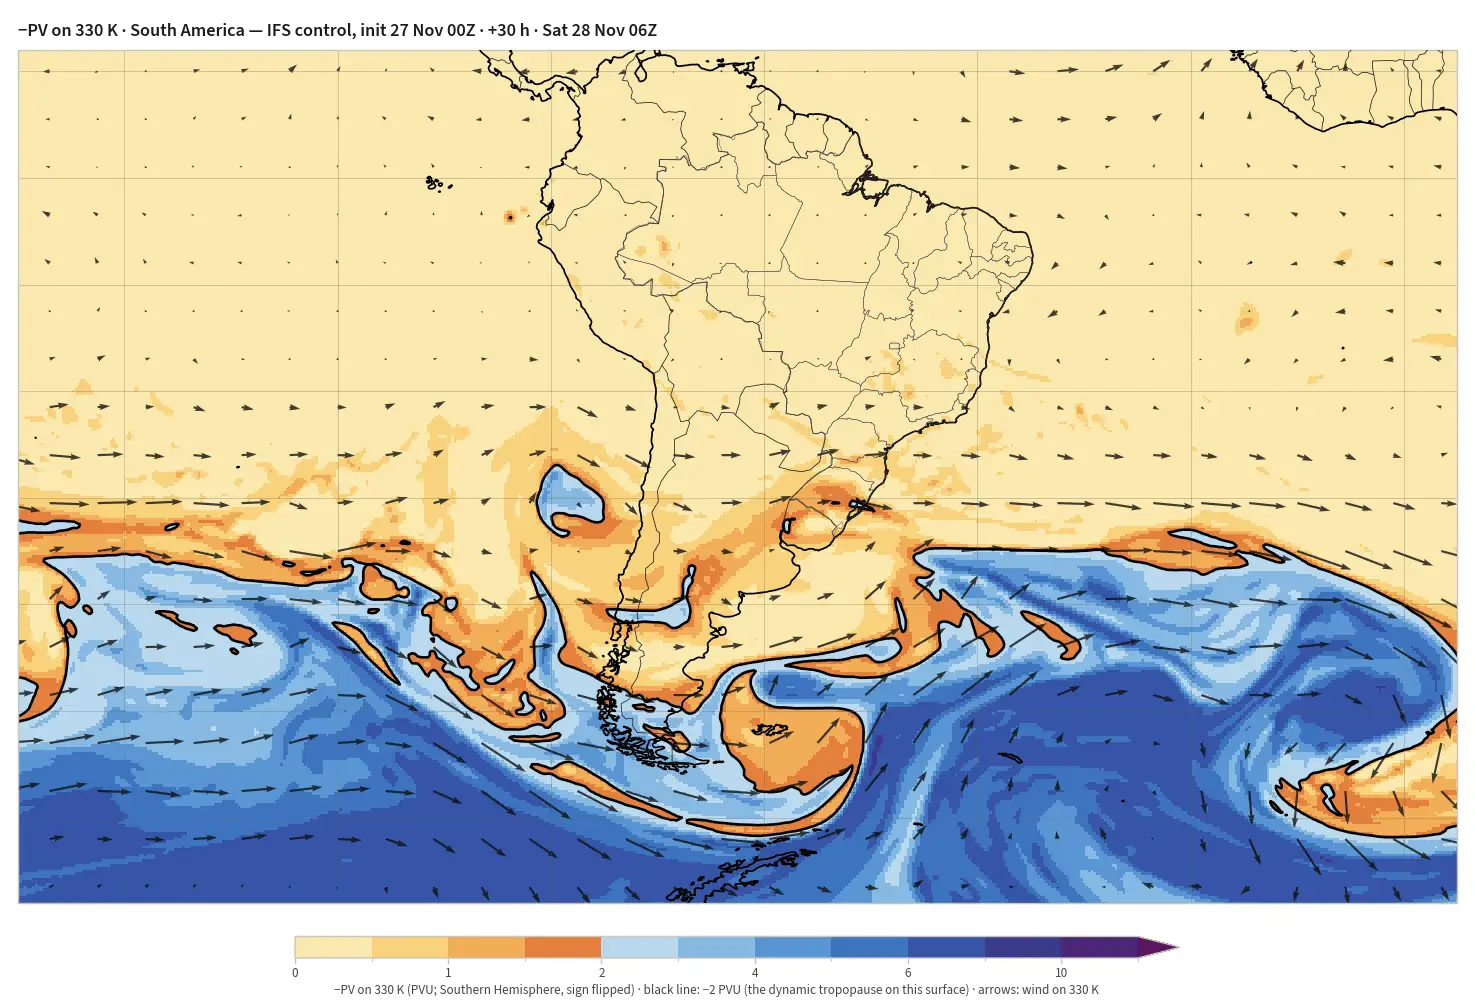 −PV on 330 K · South America — IFS control, init 27 Nov 00Z · +30 h · Sat 28 Nov 06Z
0 1 2 4 6 10
−PV on 330 K (PVU; Southern Hemisphere, sign flipped) · black line: −2 PVU (the dynamic tropopause on this surface) · arrows: wind on 330 K